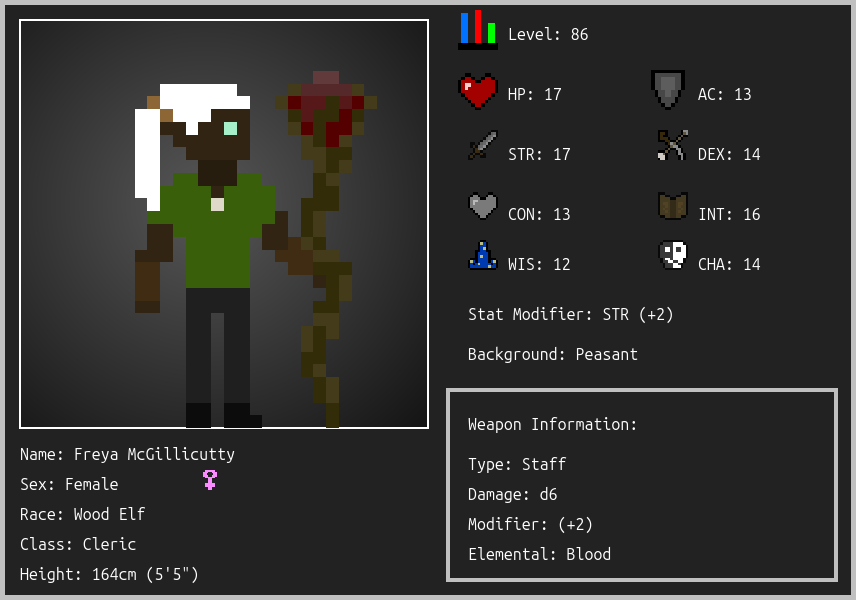 Level: 86
HP: 17 AC: 13
STR: 17 DEX: 14
CON: 13 INT: 16
WIS: 12 CHA: 14
Stat Modifier: STR (+2)
Background: Peasant
Weapon Information:
Type: Staff
Damage: d6
Modifier: (+2)
Elemental: Blood
Name: Freya McGillicutty
Sex: Female
Race: Wood Elf
Class: Cleric
Height: 164cm (5'5")